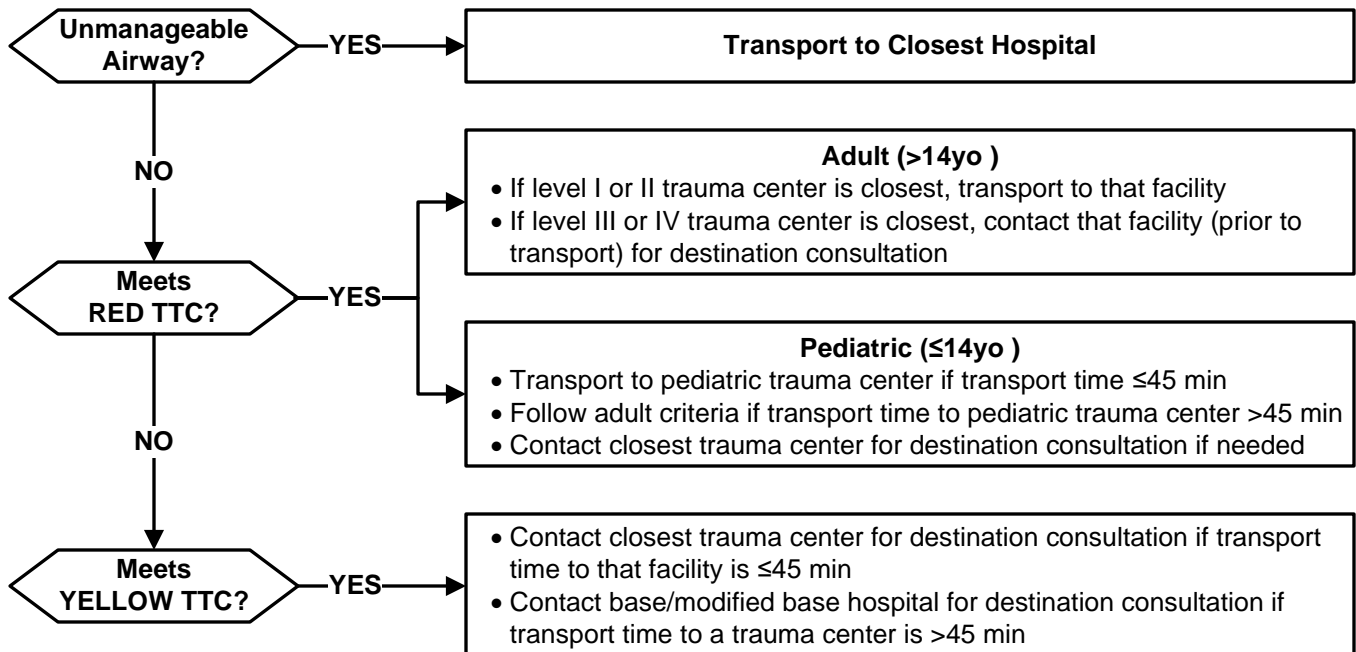 Unmanageable
Airway?
YES
Transport to Closest Hospital
NO
Adult (>14yo )
• If level I or II trauma center is closest, transport to that facility
• If level III or IV trauma center is closest, contact that facility (prior to
transport) for destination consultation
Meets
RED TTC?
YES
Pediatric (≤14yo )
• Transport to pediatric trauma center if transport time ≤45 min
• Follow adult criteria if transport time to pediatric trauma center >45 min
• Contact closest trauma center for destination consultation if needed
NO
Meets
YELLOW TTC?
YES
• Contact closest trauma center for destination consultation if transport
time to that facility is ≤45 min
• Contact base/modified base hospital for destination consultation if
transport time to a trauma center is >45 min